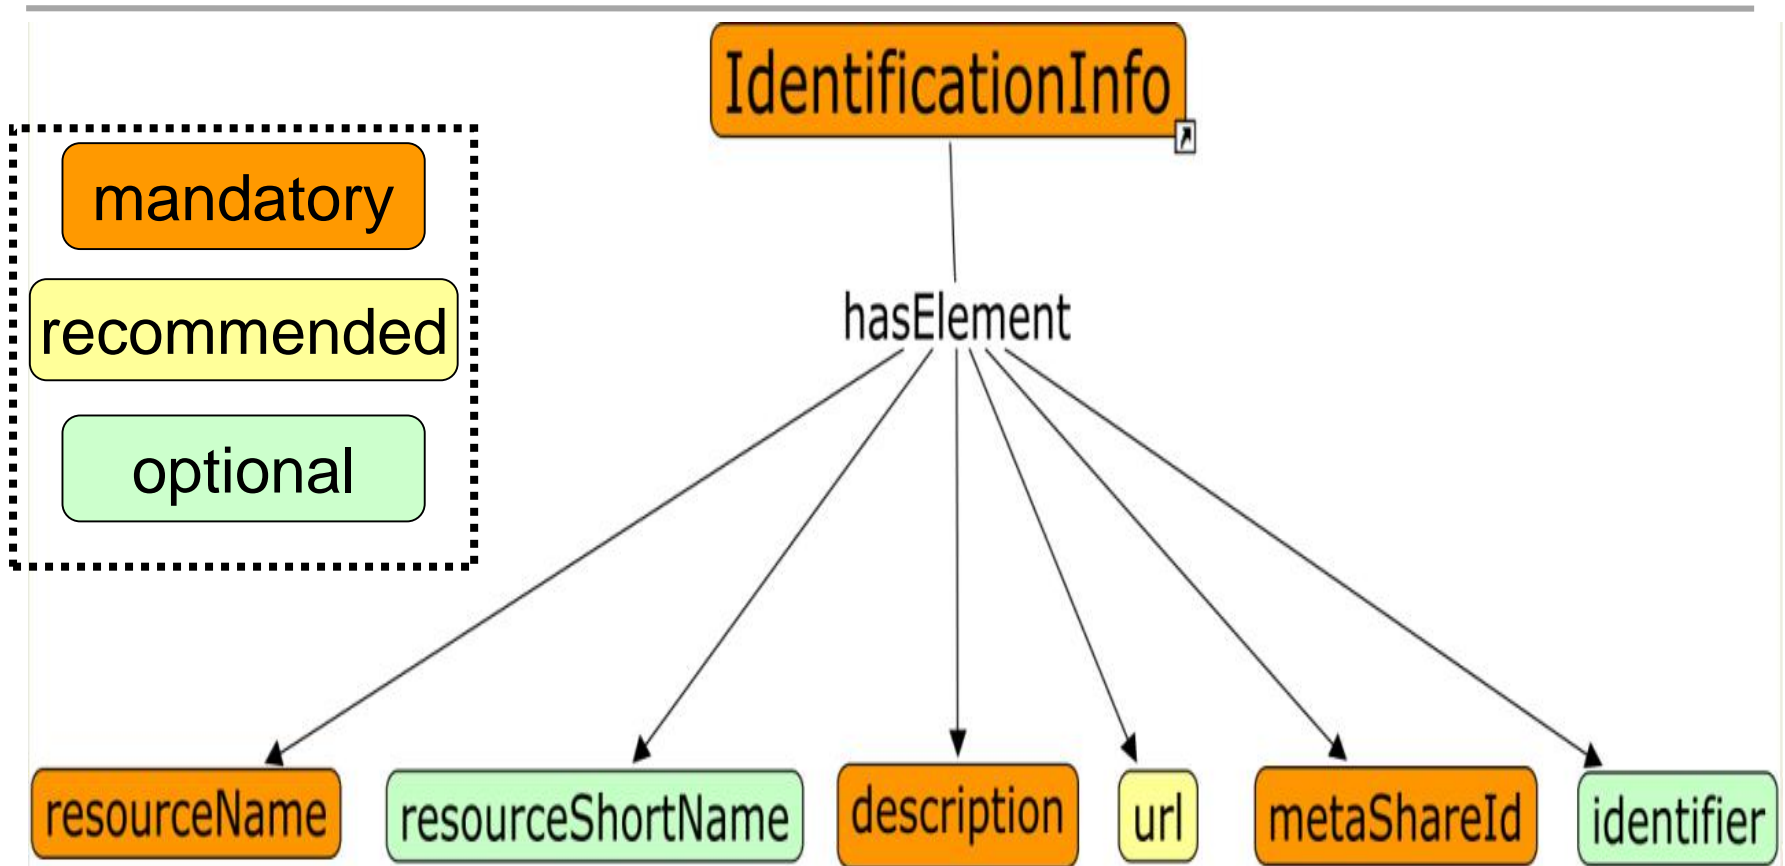 IdentificationInfo
mandatory
recommended
optional
hasElement
resourceName
resourceShortName
description
url
metaShareId
identifier